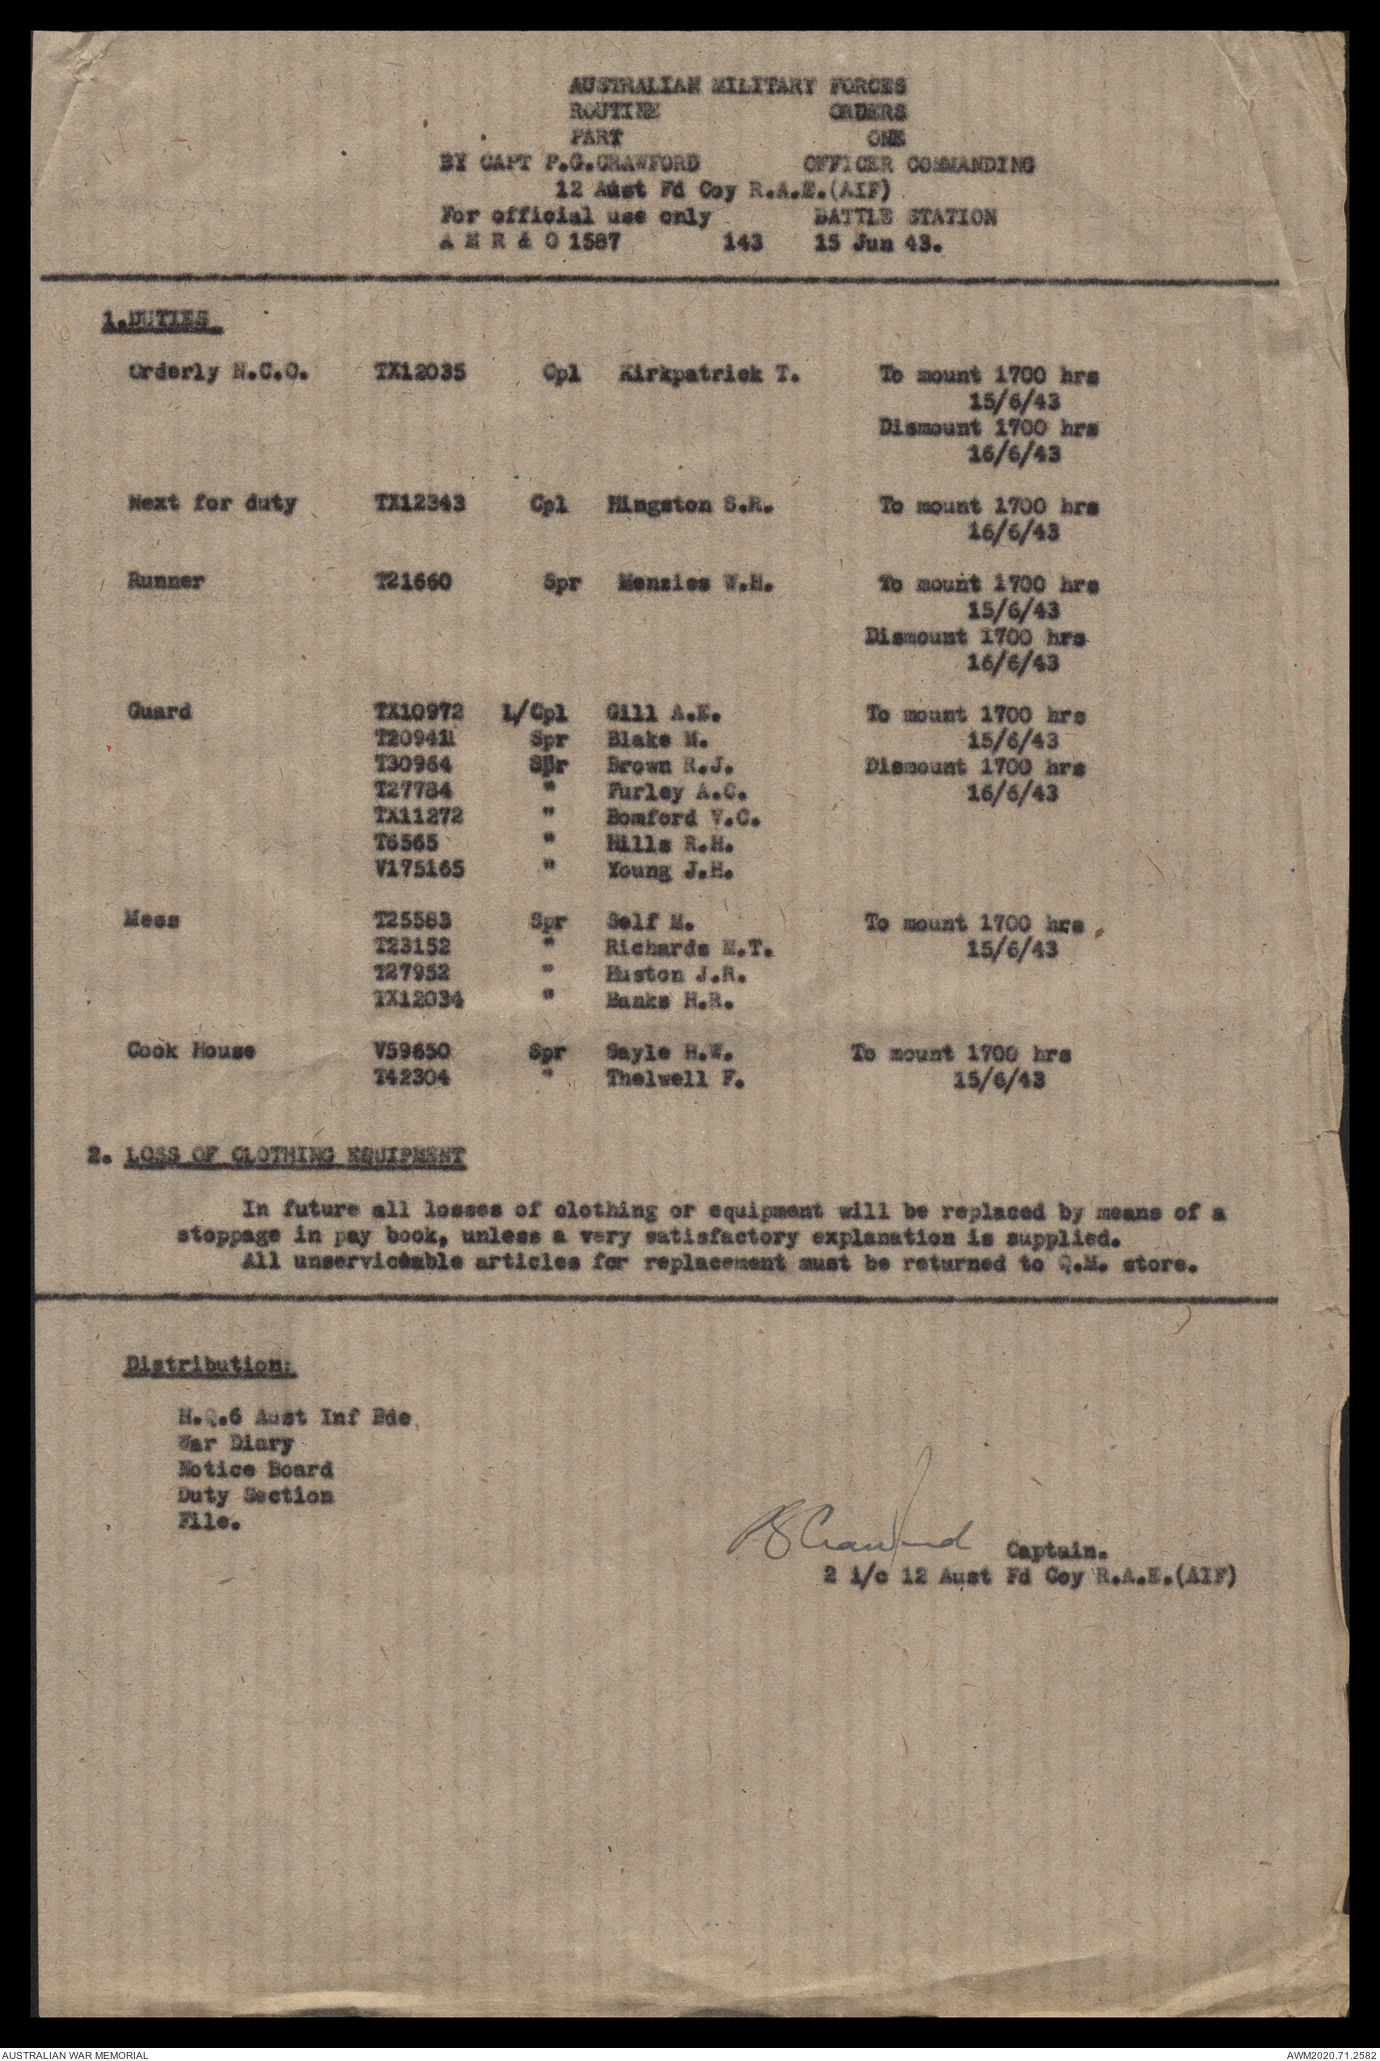 AUSTRALIAN MILITARY FORCES
ROUTINE ORDERS
PART ONE
BY CAPT P.G.CRAWFORD OFFICER COMMANDING
12 Aust Fd Coy R.A.E.(AIF)
For official use only BATTLE STATION
A M R & O 1587 143 15 Jun 43.
1.DUTIES
Orderly N.C.O. TX12035 Cpl Kirkpatrick T. To mount 1700 hrs
15/6/43
Dismount 1700 hrs
16/6/43
Next for duty TX12343 Cpl Hingston S.R. To mount 1700 hrs
16/6/43
Runner T21660 Spr Menzies W.H. To mount 1700 hrs
15/6/43
Dismount 1700 hrs
16/6/43
Guard TX10972 L/Cpl Gill A.E. To mount 1700 hrs
T20941 Spr Blake M. 15/6/43
T30964 Spr Brown R.J. Dismount 1700 hrs
T27784 " Furley A.C. 16/6/43
TX11272 " Bomford V.C.
T6565 " Hills R.H.
V175165 " Young J.H.
Mess T25583 Spr Self M. To mount 1700 hrs
T23152 " Richards M.T. 15/6/43
T27952 " Huston J.R.
TX12034 " Banks H.R.
Cook House V59650 Spr Sayle H.W. To mount 1700 hrs
T42304 " Thelwell F. 15/6/43
2. LOSS OF CLOTHING EQUIPMENT
In future all losses of clothing or equipment will be replaced by means of a
stoppage in pay book, unless a very satisfactory explanation is supplied.
All unserviceable articles for replacement must be returned to Q.M. store.
Distribution:
H.Q.6 Aust Inf Bde
War Diary
Notice Board
Duty Section
File.
PG Crawford Captain.
2 i/c 12 Aust Fd Coy R.A.E.(AIF)
AUSTRALIAN WAR MEMORIAL AWM2020.71.2582